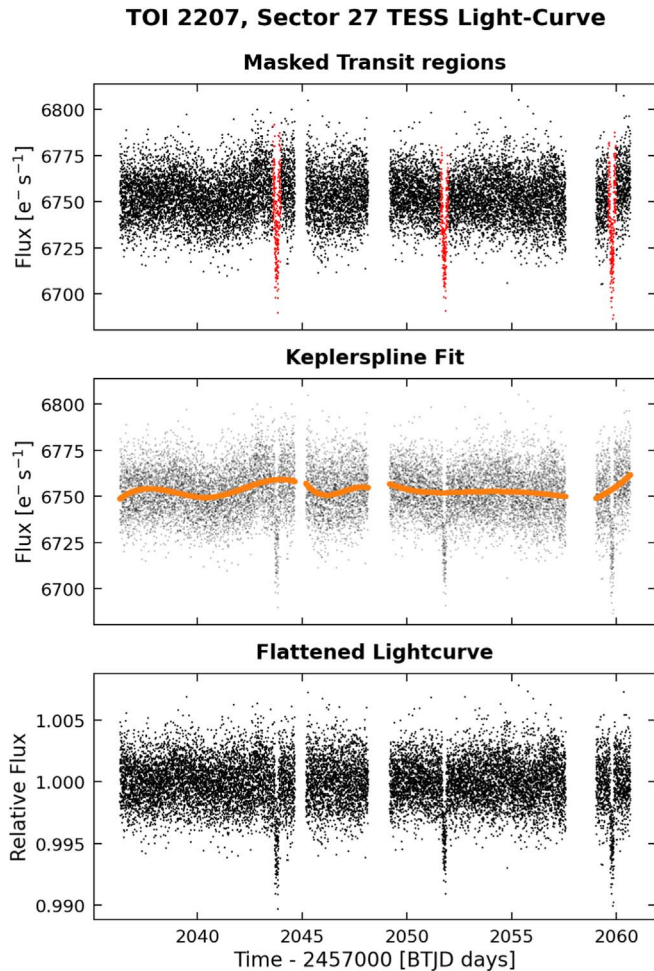 TOI 2207, Sector 27 TESS Light-Curve
Masked Transit regions
6800
6775
6750
6725
6700
Flux [e⁻ s⁻¹]
Keplerspline Fit
6800
6775
6750
6725
6700
Flux [e⁻ s⁻¹]
Flattened Lightcurve
1.005
1.000
0.995
0.990
Relative Flux
2040 2045 2050 2055 2060
Time - 2457000 [BTJD days]